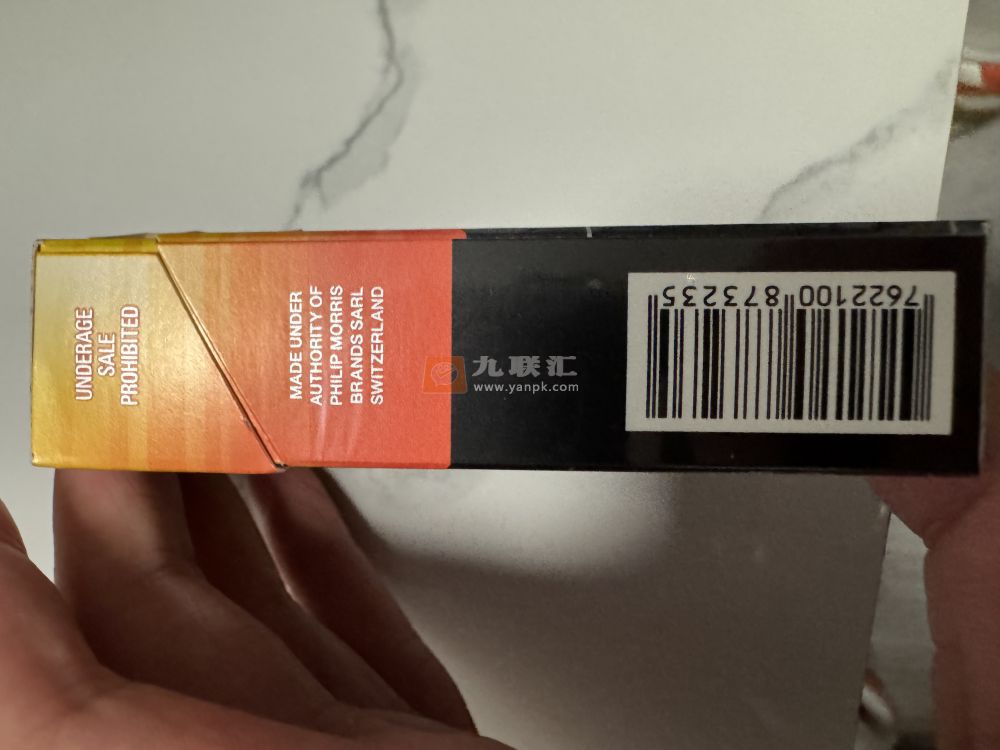 UNDERAGE
SALE
PROHIBITED
MADE UNDER
AUTHORITY OF
PHILIP MORRIS
BRANDS SARL
SWITZERLAND
九联汇
www.yanpk.com
7622100 873235